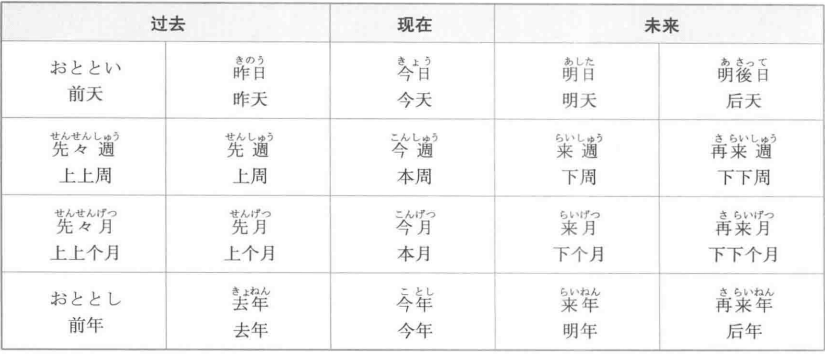 过去 现在 未来
おととい 昨日 今日 明日 明後日
きのう きょう あした あさって
前天 昨天 今天 明天 后天
せんせんしゅう せんしゅう こんしゅう らいしゅう さらいしゅう
先々週 先週 今週 来週 再来週
上上周 上周 本周 下周 下下周
せんせんげつ せんげつ こんげつ らいげつ さらいげつ
先々月 先月 今月 来月 再来月
上上个月 上个月 本月 下个月 下下个月
きょねん ことし らいねん さらいねん
おととし 去年 今年 来年 再来年
前年 去年 今年 明年 后年